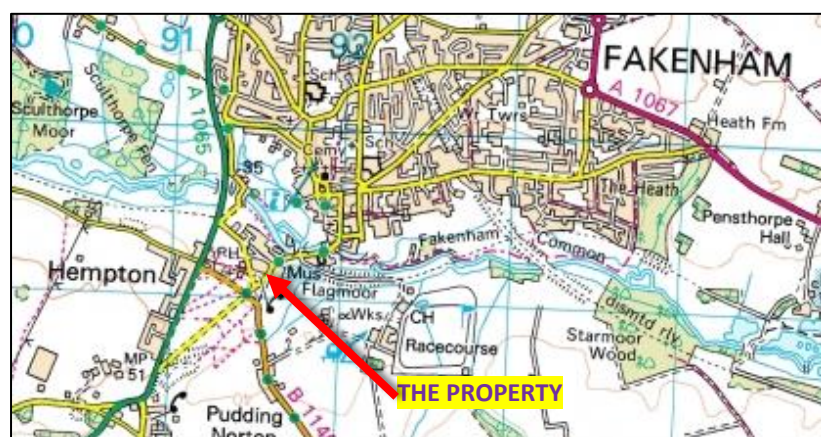 0
91
92
FAKENHAM
Sch
A 1065
A 1067
Sculthorpe
Moor
Sculthorpe Fen
Wr Twrs
Heath Fm
Cemy
Sch
35
The Heath
Pensthorpe
Hall
Fakenham
Common
RH
Hempton
Mus
Flagmoor
Wks
CH
Racecourse
dismtd rly
Starmoor
Wood
MP
51
THE PROPERTY
B 114
Pudding
Norton